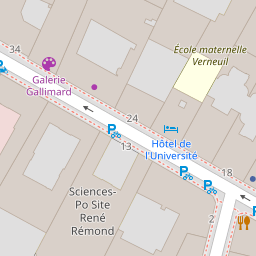 34
École maternelle
Verneuil
Galerie
Gallimard
24
P
13
Hôtel de
l'Université
P
P
18
2
Sciences-
Po Site
René
Rémond